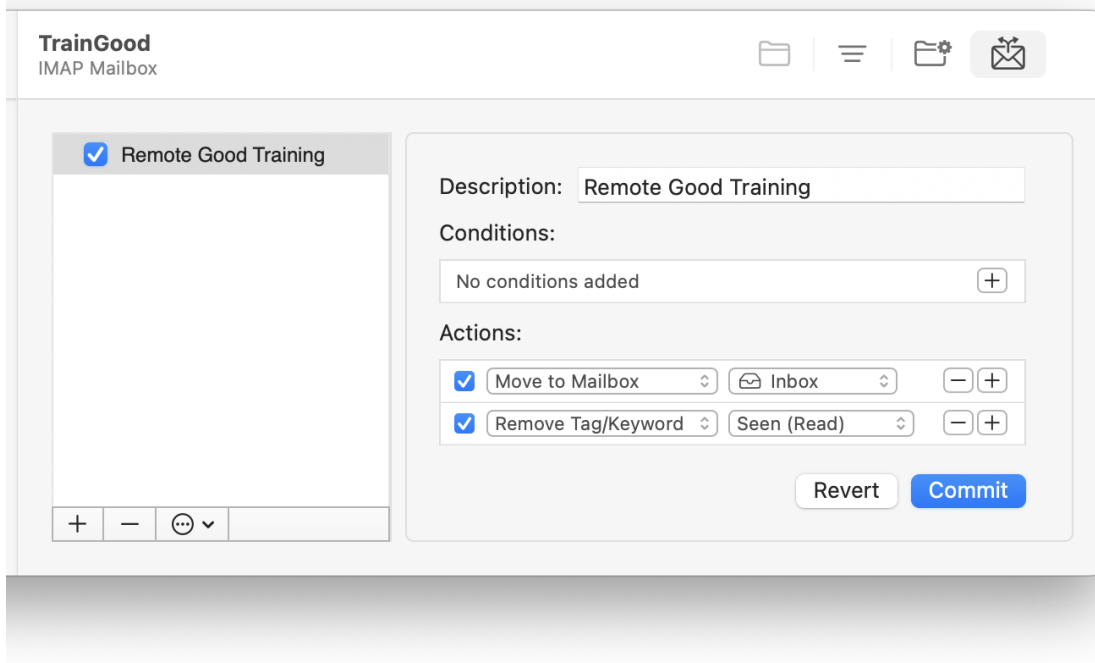 TrainGood
IMAP Mailbox
Remote Good Training
Description: Remote Good Training
Conditions:
No conditions added
Actions:
Move to Mailbox Inbox
Remove Tag/Keyword Seen (Read)
Revert Commit